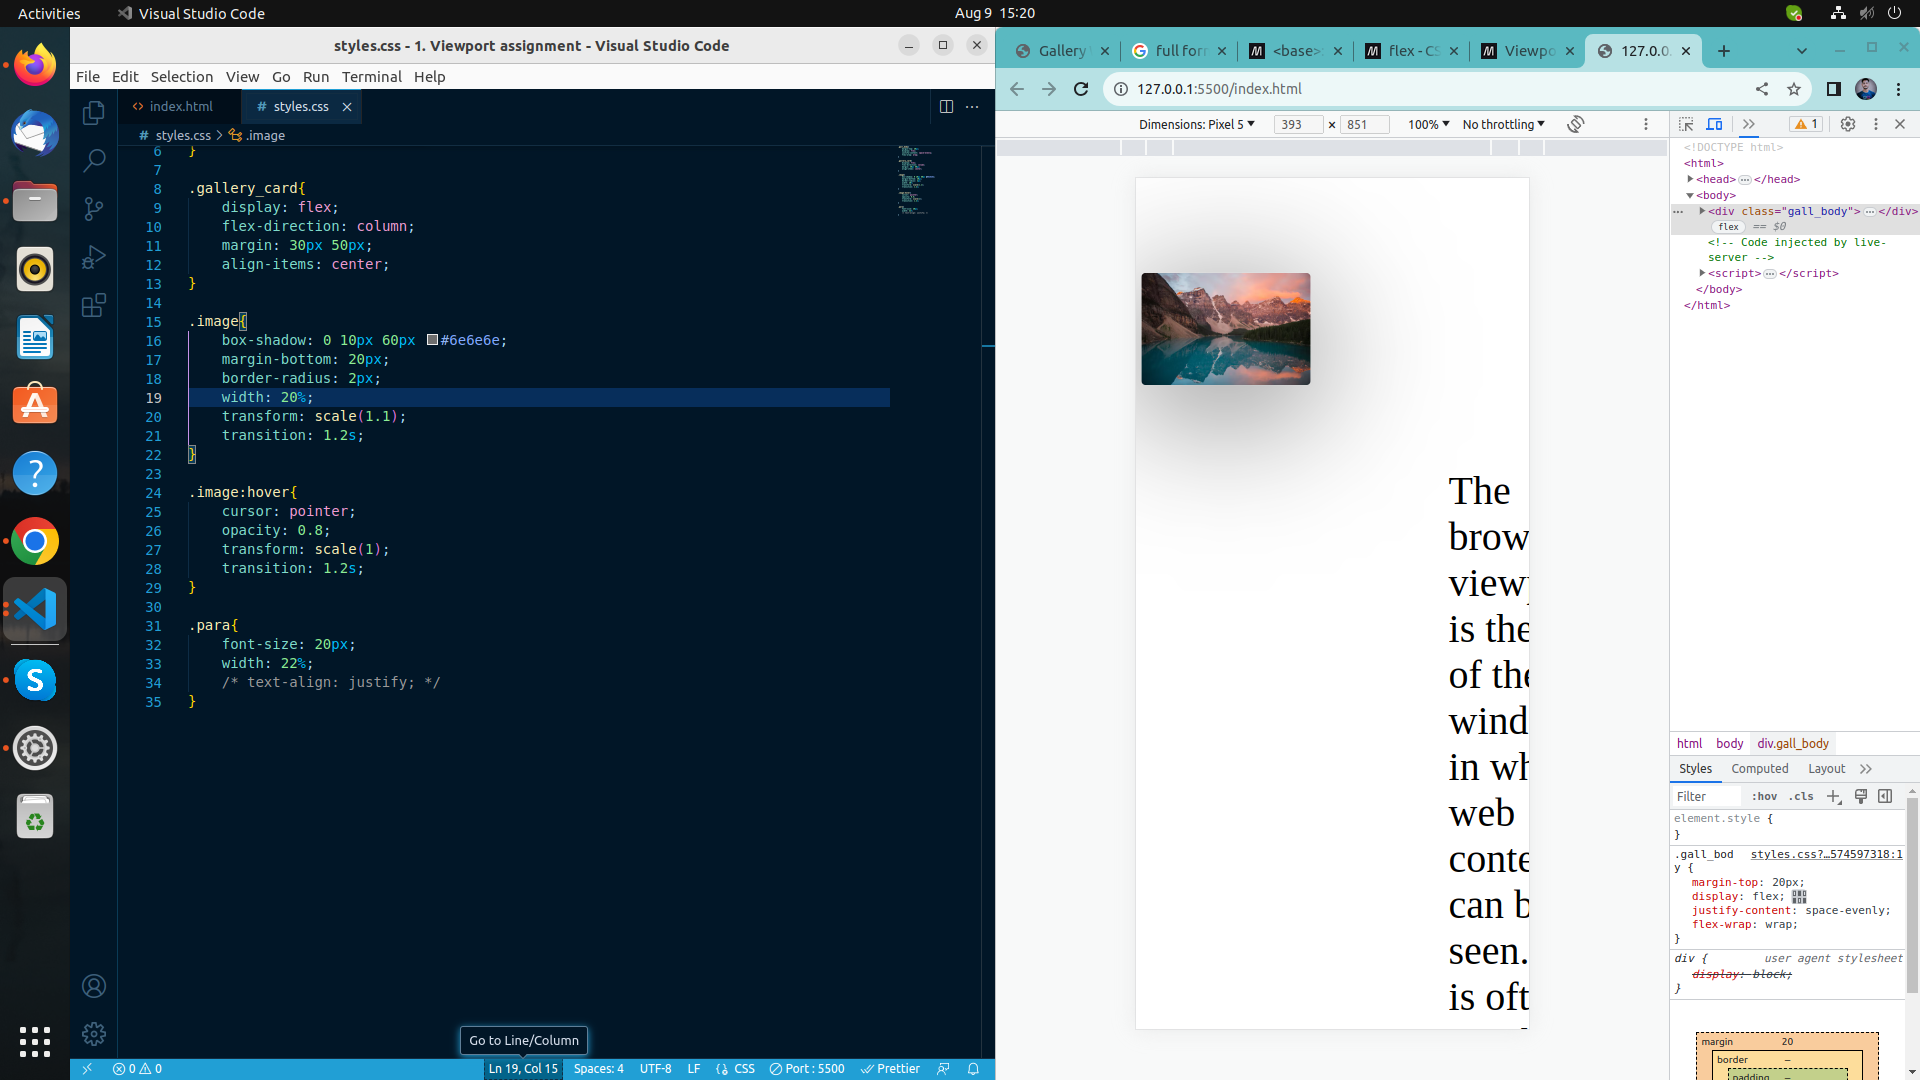 Activities
Visual Studio Code
Aug 9 15:20
styles.css - 1. Viewport assignment - Visual Studio Code
File Edit Selection View Go Run Terminal Help
index.html
# styles.css
# styles.css > .image
6 }
7
8 .gallery_card{
9 display: flex;
10 flex-direction: column;
11 margin: 30px 50px;
12 align-items: center;
13 }
14
15 .image{
16 box-shadow: 0 10px 60px #6e6e6e;
17 margin-bottom: 20px;
18 border-radius: 2px;
19 width: 20%;
20 transform: scale(1.1);
21 transition: 1.2s;
22 }
23
24 .image:hover{
25 cursor: pointer;
26 opacity: 0.8;
27 transform: scale(1);
28 transition: 1.2s;
29 }
30
31 .para{
32 font-size: 20px;
33 width: 22%;
34 /* text-align: justify; */
35 }
Go to Line/Column
0 0
Ln 19, Col 15 Spaces: 4 UTF-8 LF CSS Port : 5500 Prettier
Gallery
full for
<base>:
flex - CS
Viewpo
127.0.0.
127.0.0.1:5500/index.html
Dimensions: Pixel 5 393 × 851 100% No throttling
The
brow
view
is the
of the
wind
in wh
web
conte
can b
seen.
is oft
1
<!DOCTYPE html>
<html>
<head> </head>
<body>
<div class="gall_body"> </div>
flex == $0
<!-- Code injected by live-
server -->
<script> </script>
</body>
</html>
html body div.gall_body
Styles Computed Layout
Filter :hov .cls
element.style {
}
.gall_bod styles.css?…574597318:1
y {
margin-top: 20px;
display: flex;
justify-content: space-evenly;
flex-wrap: wrap;
}
div { user agent stylesheet
display: block;
}
margin 20
border –
padding –